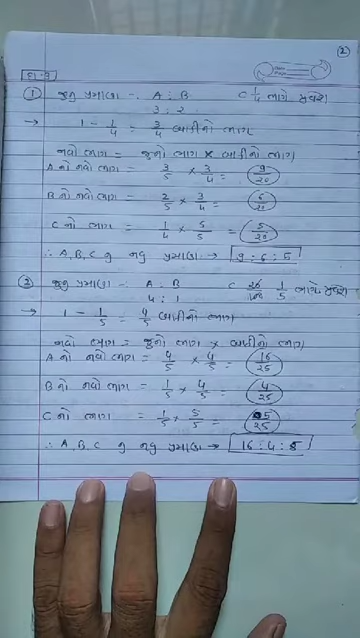 (2)
દા.૧
① જુનું પ્રમાણ :- A : B C 1/4 ભાગે પ્રવેશ
3 : 2
→ 1 - 1/4 = 3/4 બાકીનો ભાગ
નવો ભાગ = જુનો ભાગ × બાકીનો ભાગ
A નો નવો ભાગ = 3/5 × 3/4 = 9/20
B નો નવો ભાગ = 2/5 × 3/4 = 6/20
C નો ભાગ = 1/4 × 5/5 = 5/20
∴ A, B, C નું નવું પ્રમાણ → 9 : 6 : 5
② જુનું પ્રમાણ :- A : B C 20/100 1/5 ભાગે પ્રવેશ
4 : 1
→ 1 - 1/5 = 4/5 બાકીનો ભાગ
નવો ભાગ = જુનો ભાગ × બાકીનો ભાગ
A નો નવો ભાગ = 4/5 × 4/5 = 16/25
B નો નવો ભાગ = 1/5 × 4/5 = 4/25
C નો ભાગ = 1/5 × 5/5 = 5/25
∴ A, B, C નું નવું પ્રમાણ → 16 : 4 : 5